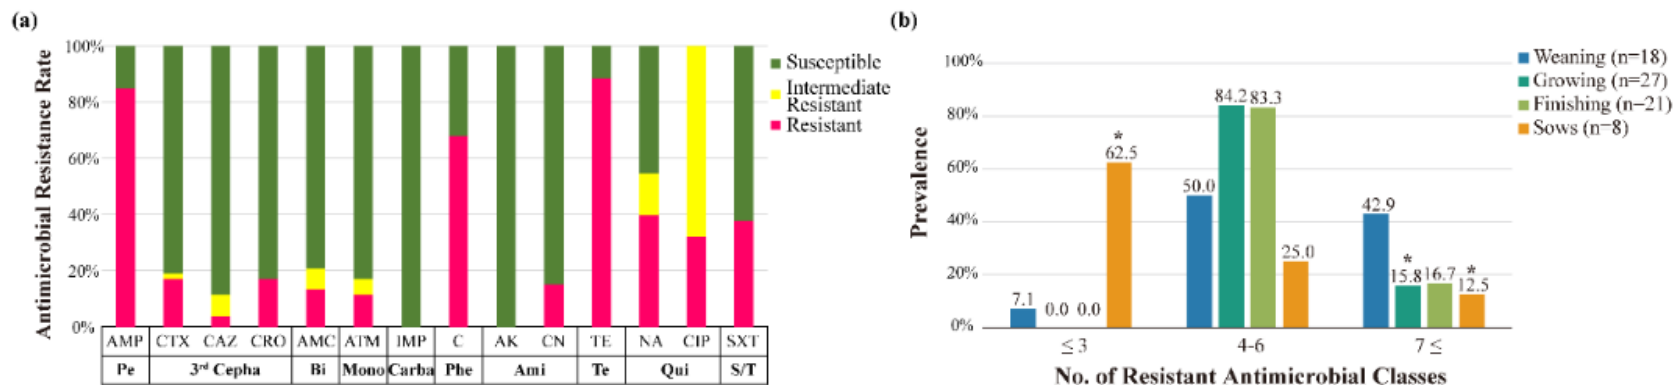 (a)
Antimicrobial Resistance Rate
100%
80%
60%
40%
20%
0%
Susceptible
Intermediate
Resistant
Resistant
AMP CTX CAZ CRO AMC ATM IMP C AK CN TE NA CIP SXT
Pe 3rd Cepha Bi Mono Carba Phe Ami Te Qui S/T
(b)
Prevalence
100%
80%
60%
40%
20%
0%
7.1 0.0 0.0 * 62.5
50.0 84.2 83.3 25.0
42.9 * 15.8 16.7 * 12.5
≤ 3 4-6 7 ≤
No. of Resistant Antimicrobial Classes
Weaning (n=18)
Growing (n=27)
Finishing (n=21)
Sows (n=8)